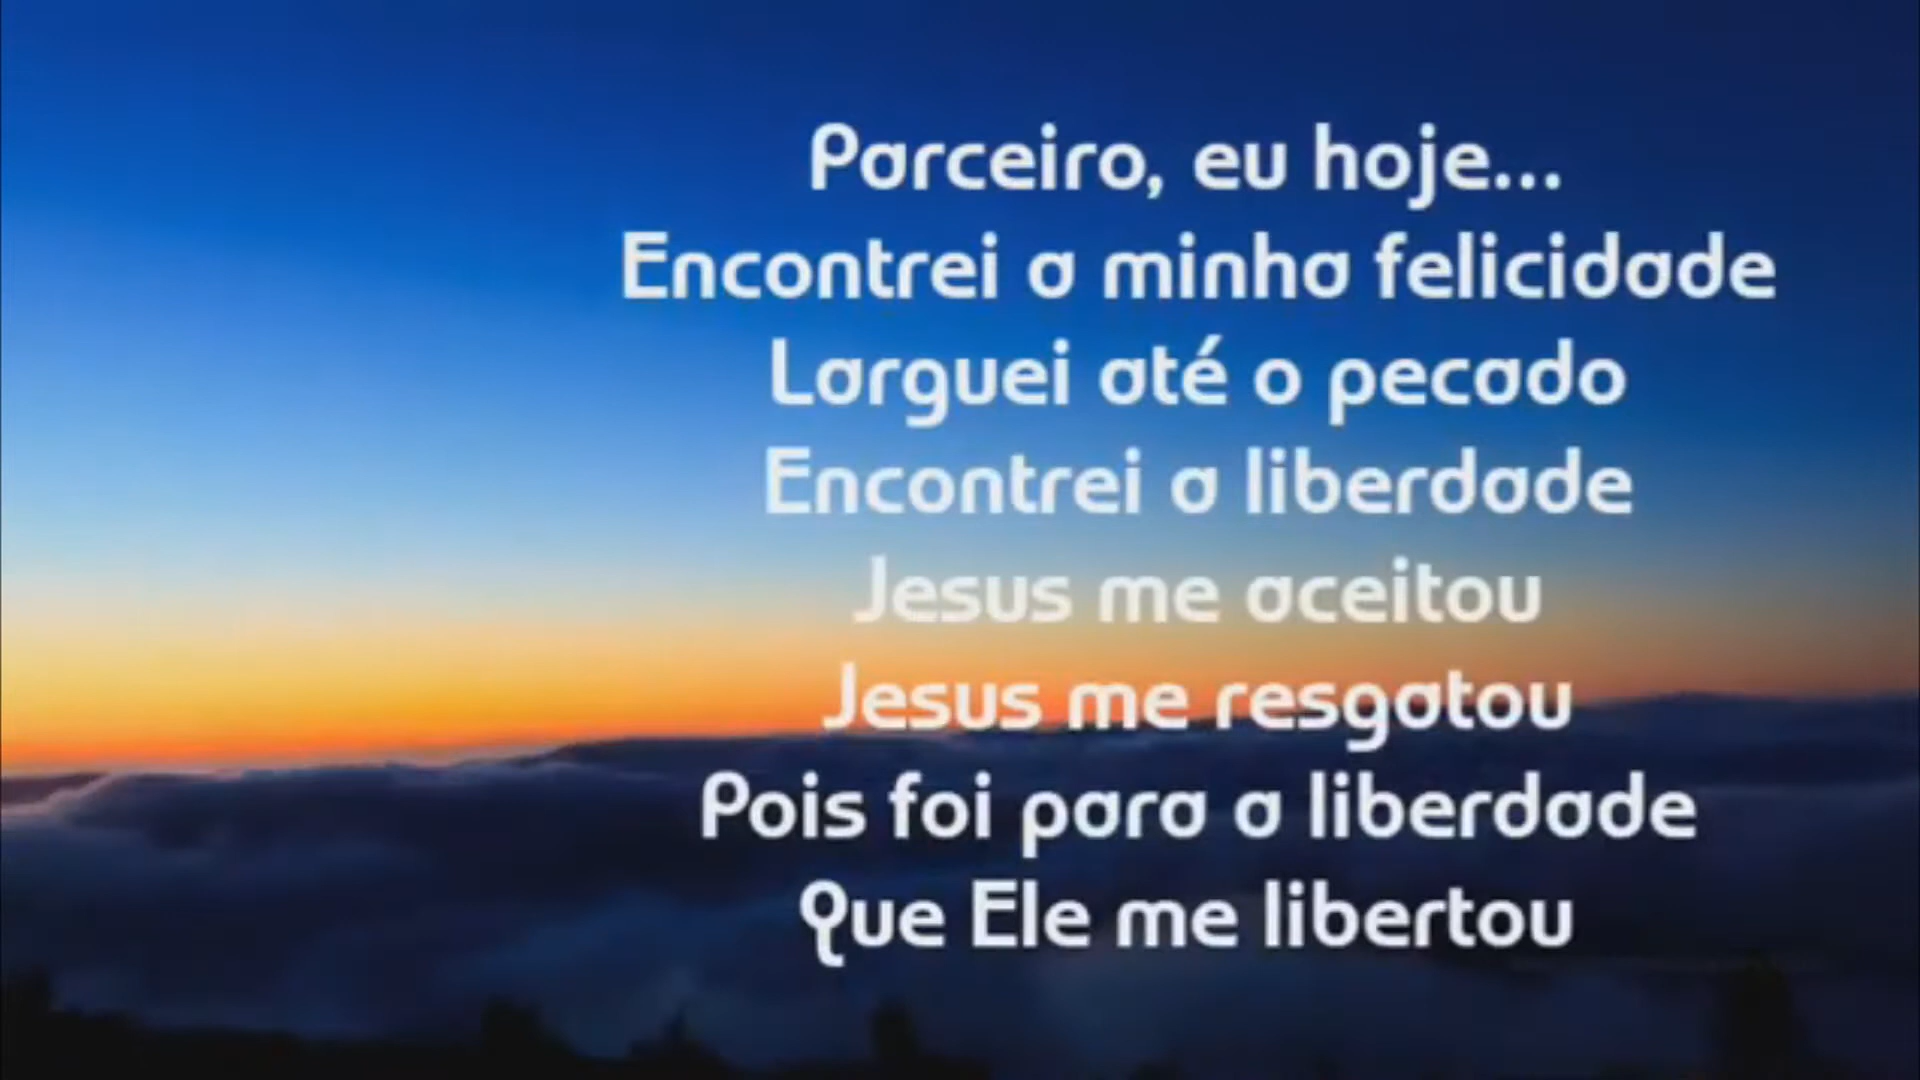 Parceiro, eu hoje...
Encontrei a minha felicidade
Larguei até o pecado
Encontrei a liberdade
Jesus me aceitou
Jesus me resgatou
Pois foi para a liberdade
Que Ele me libertou